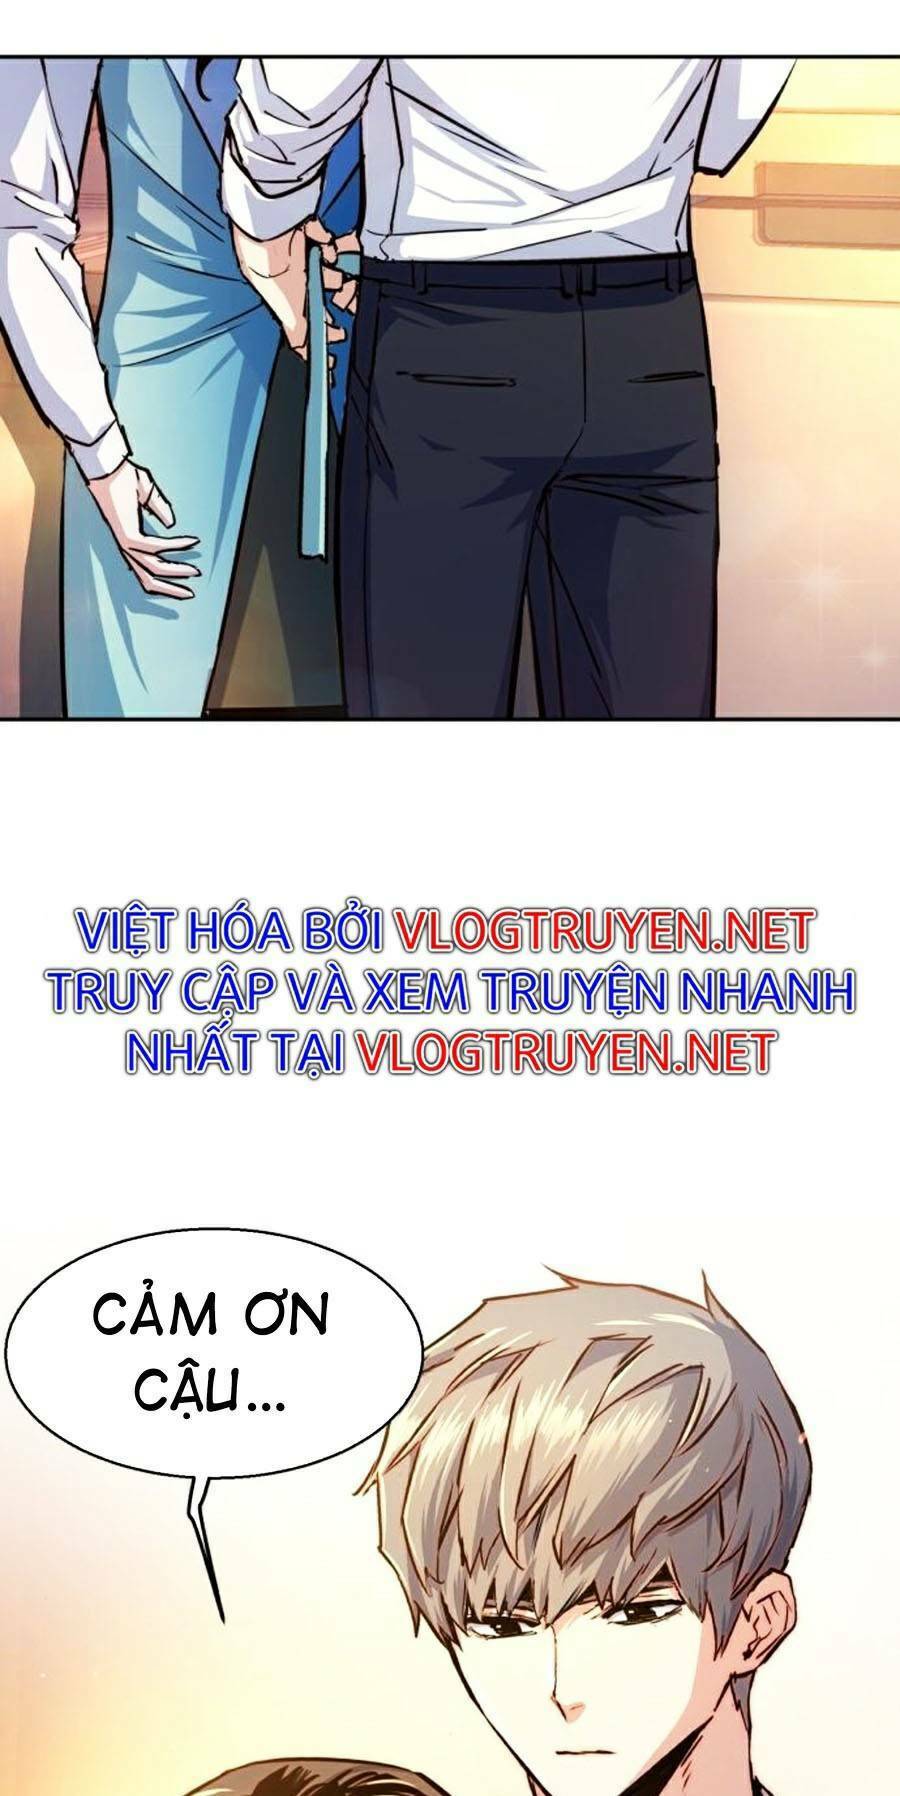 VIỆT HÓA BỞI VLOGTRUYEN.NET
TRUY CẬP VÀ XEM TRUYỆN NHANH
NHẤT TẠI VLOGTRUYEN.NET
CẢM ƠN
CẬU...